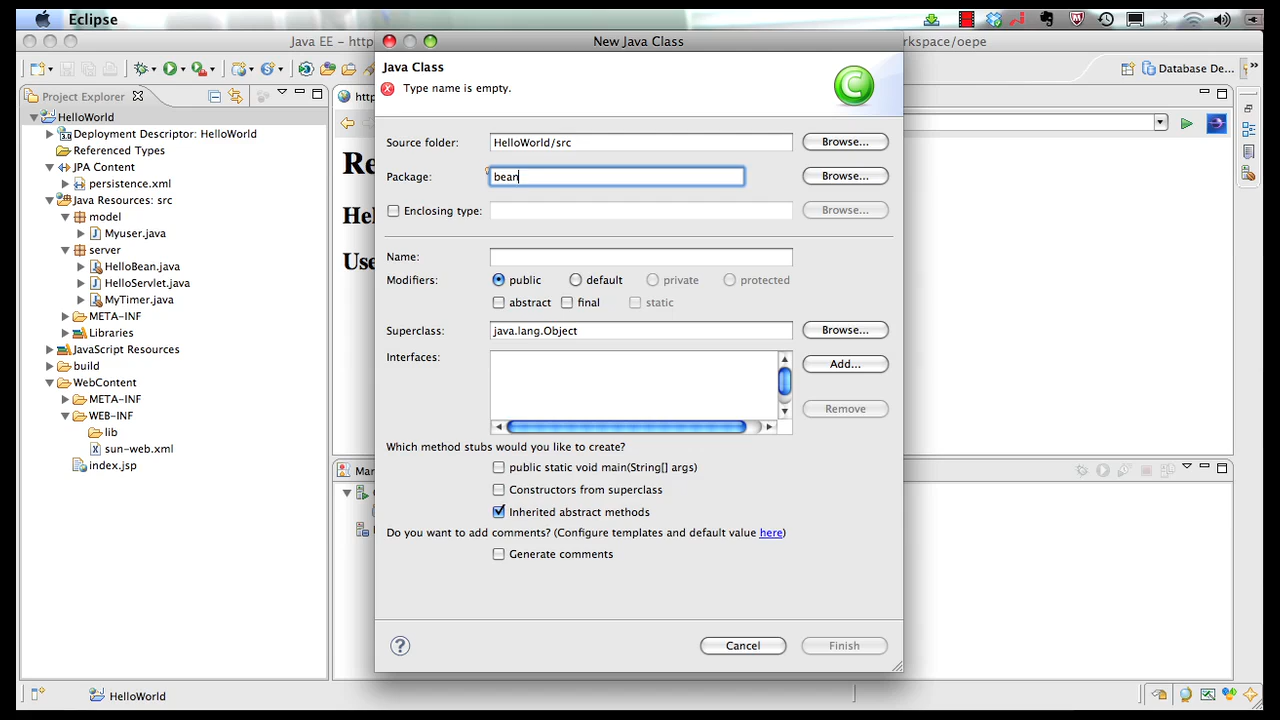 Eclipse
Java EE - http
New Java Class
kspace/oepe
Java Class
Type name is empty.
Database De...
Project Explorer
HelloWorld
Deployment Descriptor: HelloWorld
Referenced Types
JPA Content
persistence.xml
Java Resources: src
model
Myuser.java
server
HelloBean.java
HelloServlet.java
MyTimer.java
META-INF
Libraries
JavaScript Resources
build
WebContent
META-INF
WEB-INF
lib
sun-web.xml
index.jsp
Source folder: HelloWorld/src Browse...
Package: bean Browse...
Enclosing type: Browse...
Name:
Modifiers: public default private protected
abstract final static
Superclass: java.lang.Object Browse...
Interfaces: Add...
Remove
Which method stubs would you like to create?
public static void main(String[] args)
Constructors from superclass
Inherited abstract methods
Do you want to add comments? (Configure templates and default value here)
Generate comments
? Cancel Finish
HelloWorld